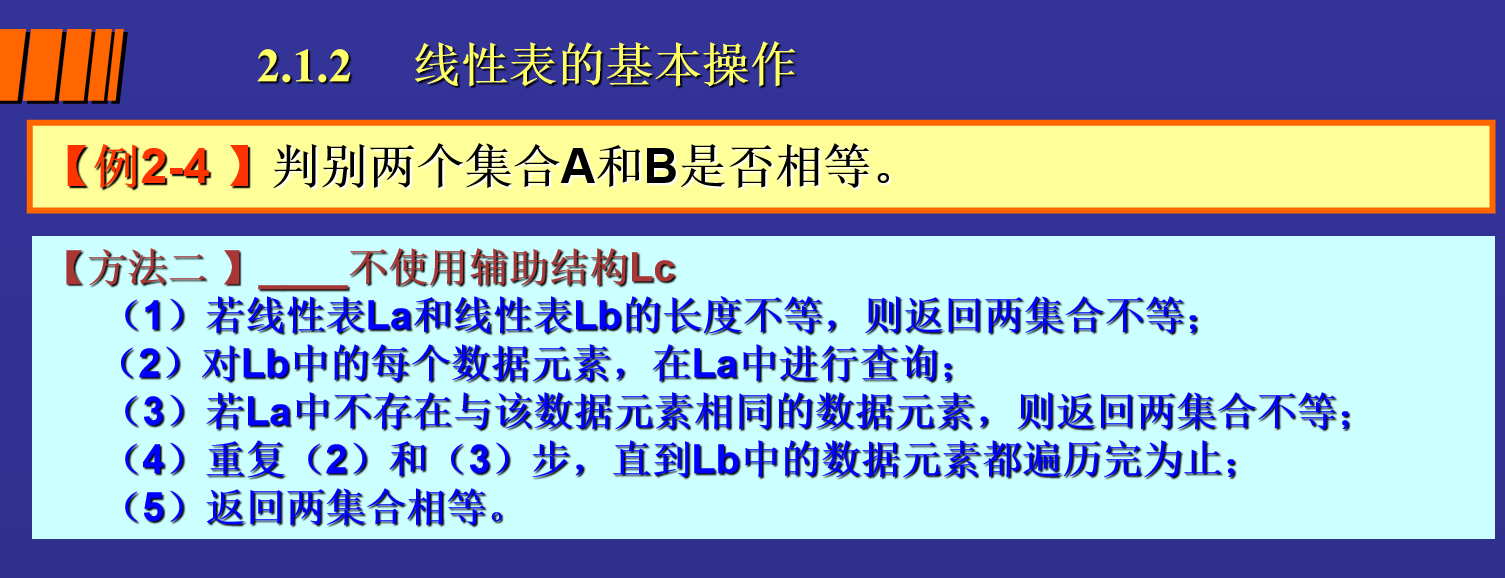 2.1.2 线性表的基本操作
【例2-4 】判别两个集合A和B是否相等。
【方法二 】____不使用辅助结构Lc
（1）若线性表La和线性表Lb的长度不等，则返回两集合不等；
（2）对Lb中的每个数据元素，在La中进行查询；
（3）若La中不存在与该数据元素相同的数据元素，则返回两集合不等；
（4）重复（2）和（3）步，直到Lb中的数据元素都遍历完为止；
（5）返回两集合相等。